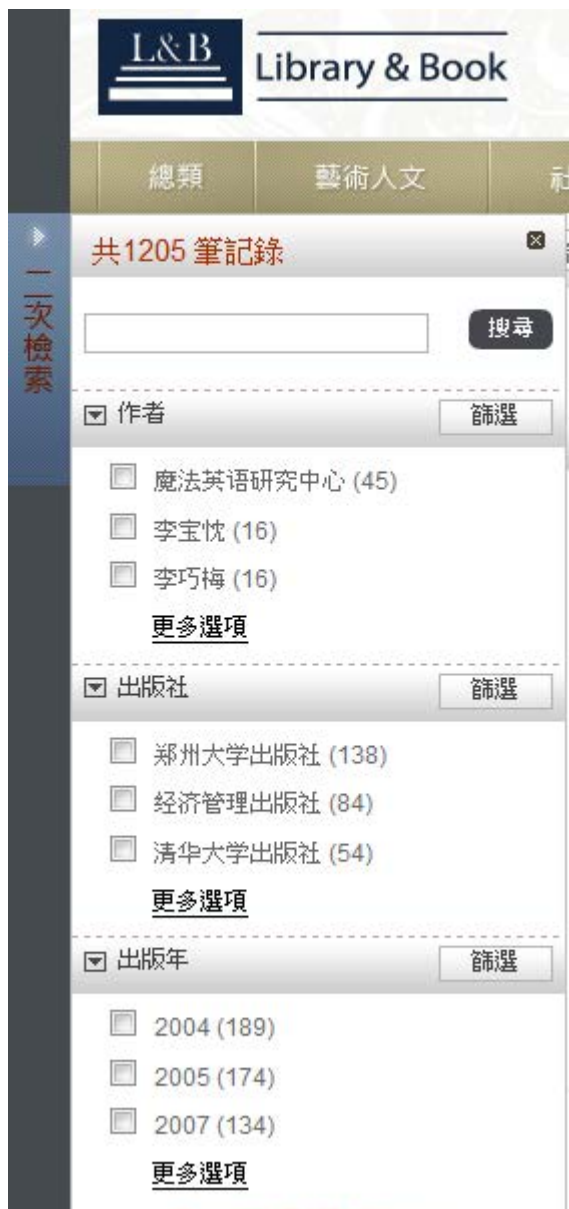 L&B
Library & Book
總類
藝術人文
二次檢索
共1205 筆記錄
搜尋
作者
篩選
魔法英语研究中心 (45)
李宝忱 (16)
李巧梅 (16)
更多選項
出版社
篩選
郑州大学出版社 (138)
经济管理出版社 (84)
清华大学出版社 (54)
更多選項
出版年
篩選
2004 (189)
2005 (174)
2007 (134)
更多選項